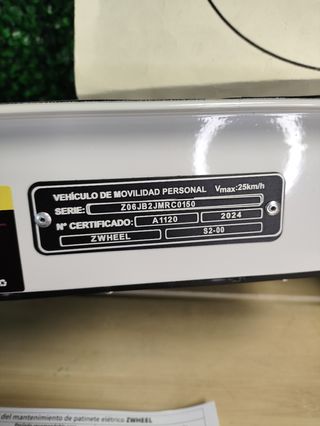 VEHÍCULO DE MOVILIDAD PERSONAL Vmax:25km/h
SERIE: Z06JB2JMRC0150
Nº CERTIFICADO: A1120 2024
ZWHEEL S2-00
del mantenimiento de patinete elétrico ZWHEEL